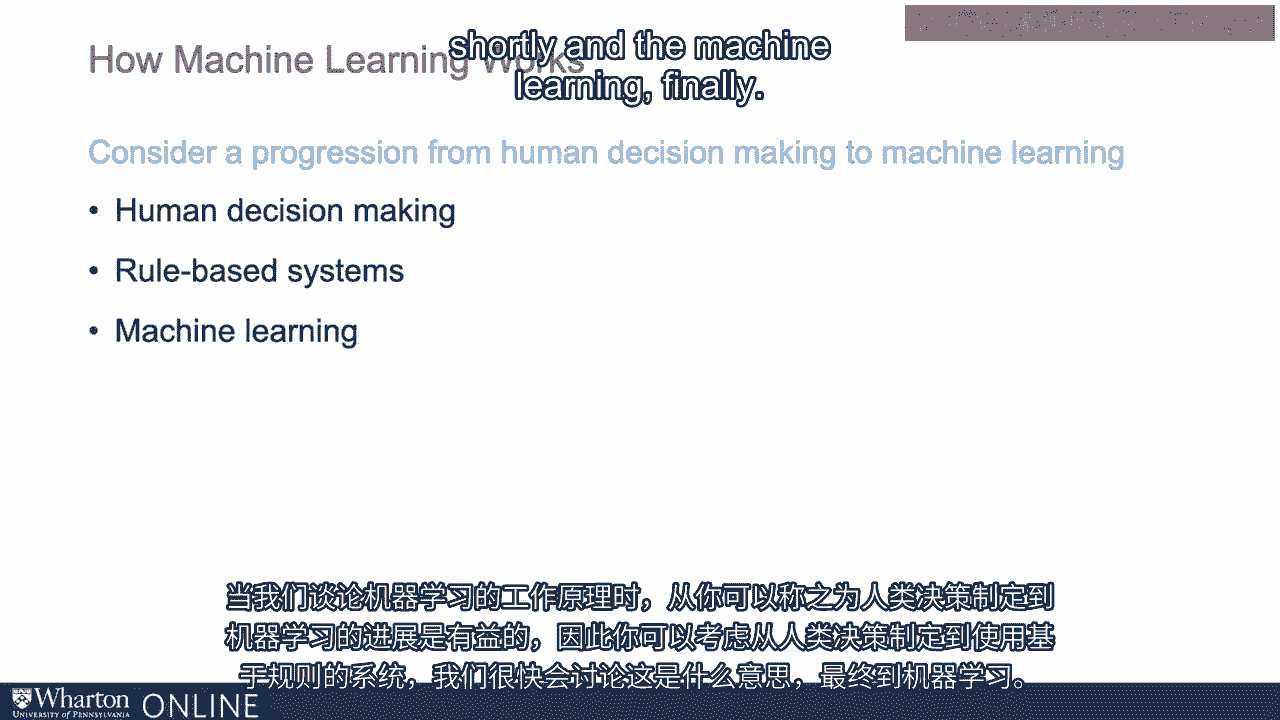 How Machine Learning Works
shortly and the machine
learning, finally.
Consider a progression from human decision making to machine learning
• Human decision making
• Rule-based systems
• Machine learning
当我们谈论机器学习的工作原理时，从你可以称之为人类决策制定到
机器学习的进展是有益的，因此你可以考虑从人类决策制定到使用基
于规则的系统，我们很快会讨论这是什么意思，最终到机器学习。
Wharton ONLINE
UNIVERSITY of PENNSYLVANIA